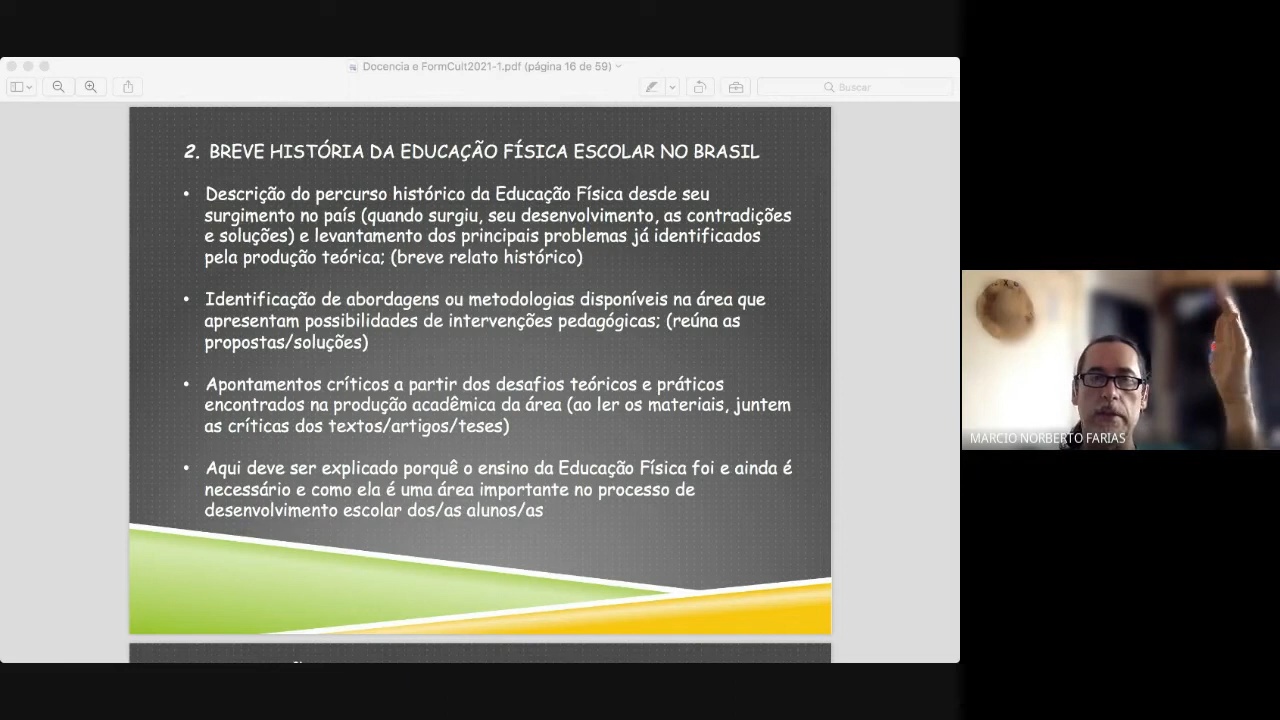 Docencia e FormCult2021-1.pdf (página 16 de 59)
Buscar
2. BREVE HISTÓRIA DA EDUCAÇÃO FÍSICA ESCOLAR NO BRASIL
• Descrição do percurso histórico da Educação Física desde seu
surgimento no país (quando surgiu, seu desenvolvimento, as contradições
e soluções) e levantamento dos principais problemas já identificados
pela produção teórica; (breve relato histórico)
• Identificação de abordagens ou metodologias disponíveis na área que
apresentam possibilidades de intervenções pedagógicas; (reúna as
propostas/soluções)
• Apontamentos críticos a partir dos desafios teóricos e práticos
encontrados na produção acadêmica da área (ao ler os materiais, juntem
as críticas dos textos/artigos/teses)
• Aqui deve ser explicado porquê o ensino da Educação Física foi e ainda é
necessário e como ela é uma área importante no processo de
desenvolvimento escolar dos/as alunos/as
MARCIO NORBERTO FARIAS